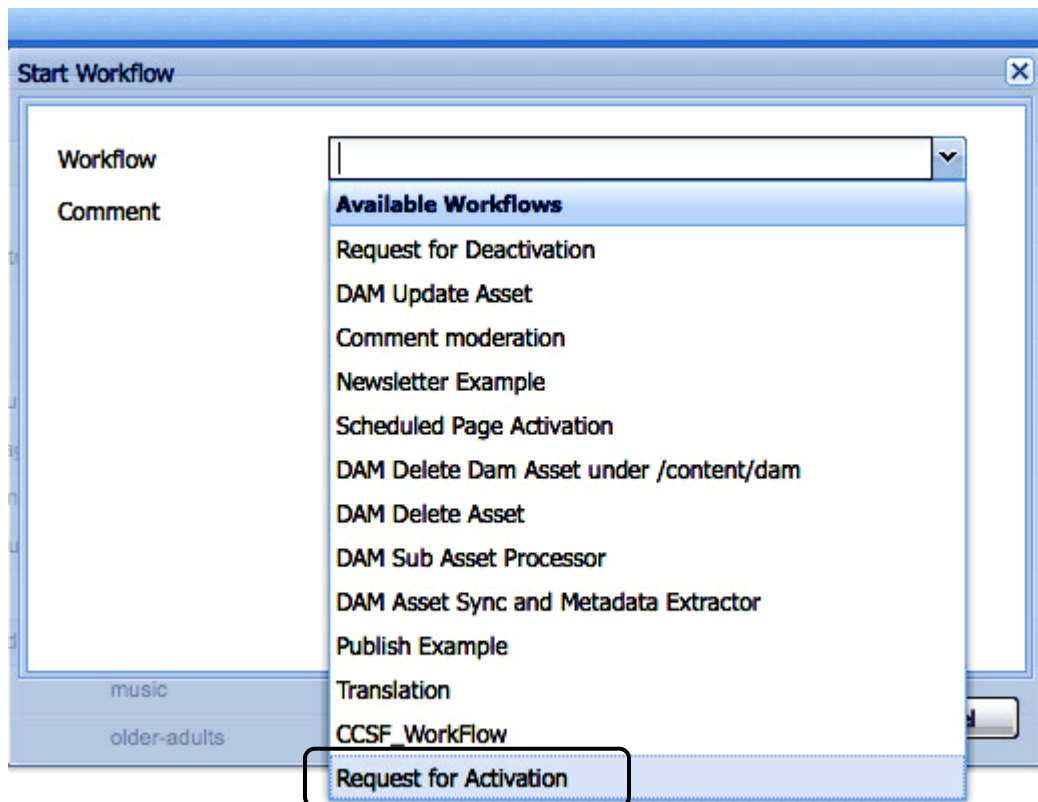 Start Workflow
Workflow
Comment
Available Workflows
Request for Deactivation
DAM Update Asset
Comment moderation
Newsletter Example
Scheduled Page Activation
DAM Delete Dam Asset under /content/dam
DAM Delete Asset
DAM Sub Asset Processor
DAM Asset Sync and Metadata Extractor
Publish Example
Translation
CCSF_WorkFlow
Request for Activation
music
older-adults